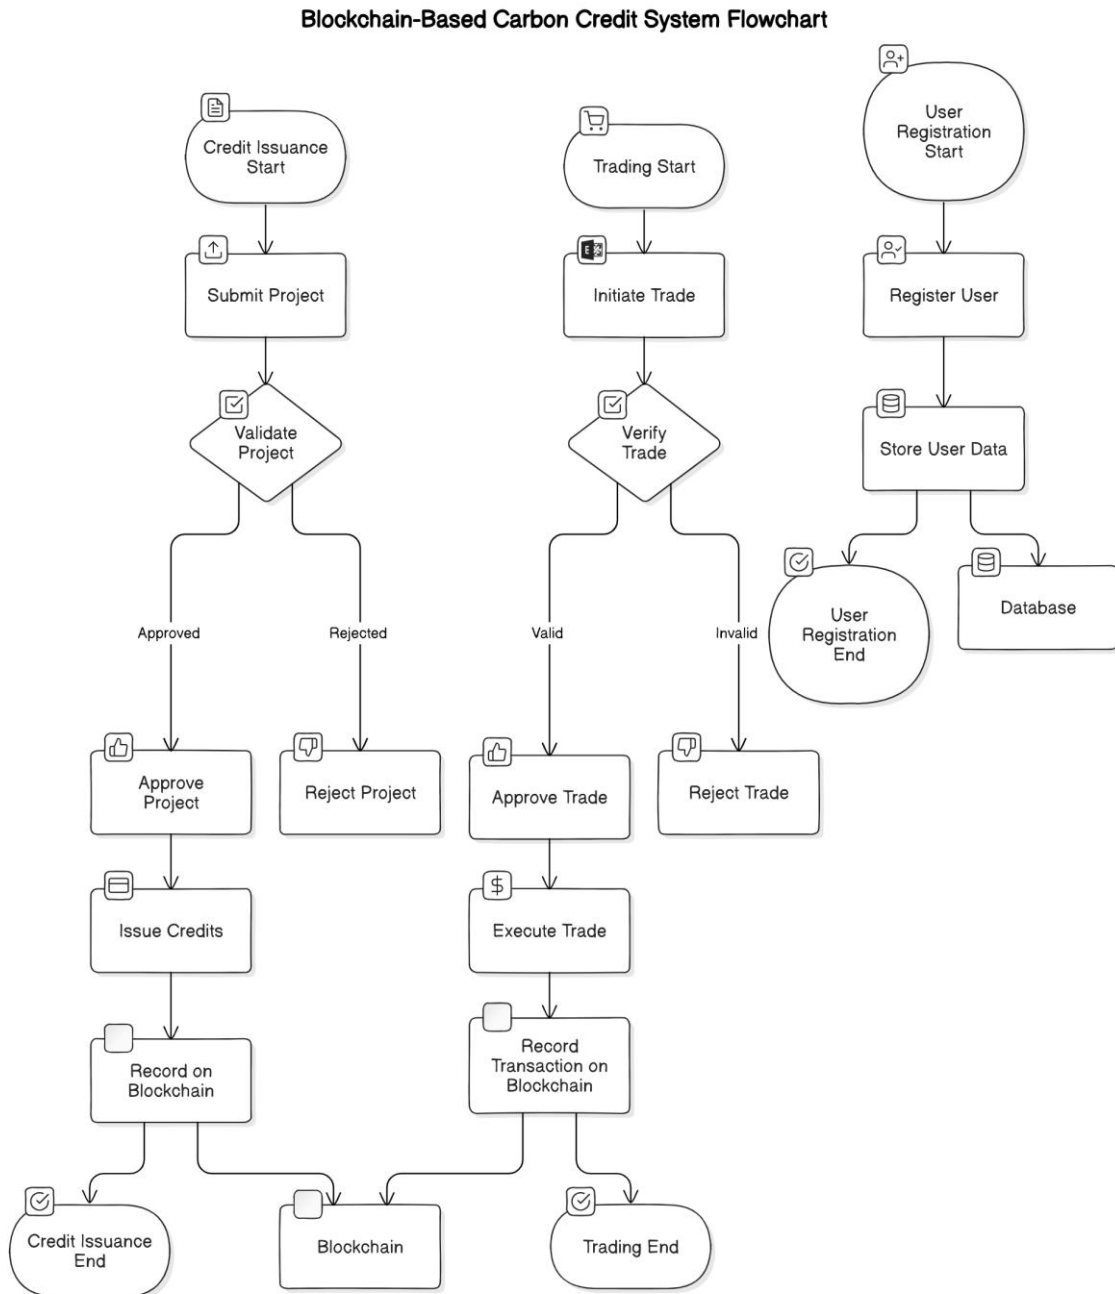 Blockchain-Based Carbon Credit System Flowchart
Credit Issuance
Start
Submit Project
Validate
Project
Approved
Rejected
Approve
Project
Reject Project
Issue Credits
Record on
Blockchain
Credit Issuance
End
Blockchain
Trading Start
Initiate Trade
Verify
Trade
Valid
Invalid
Approve Trade
Reject Trade
Execute Trade
Record
Transaction on
Blockchain
Trading End
User
Registration
Start
Register User
Store User Data
User
Registration
End
Database